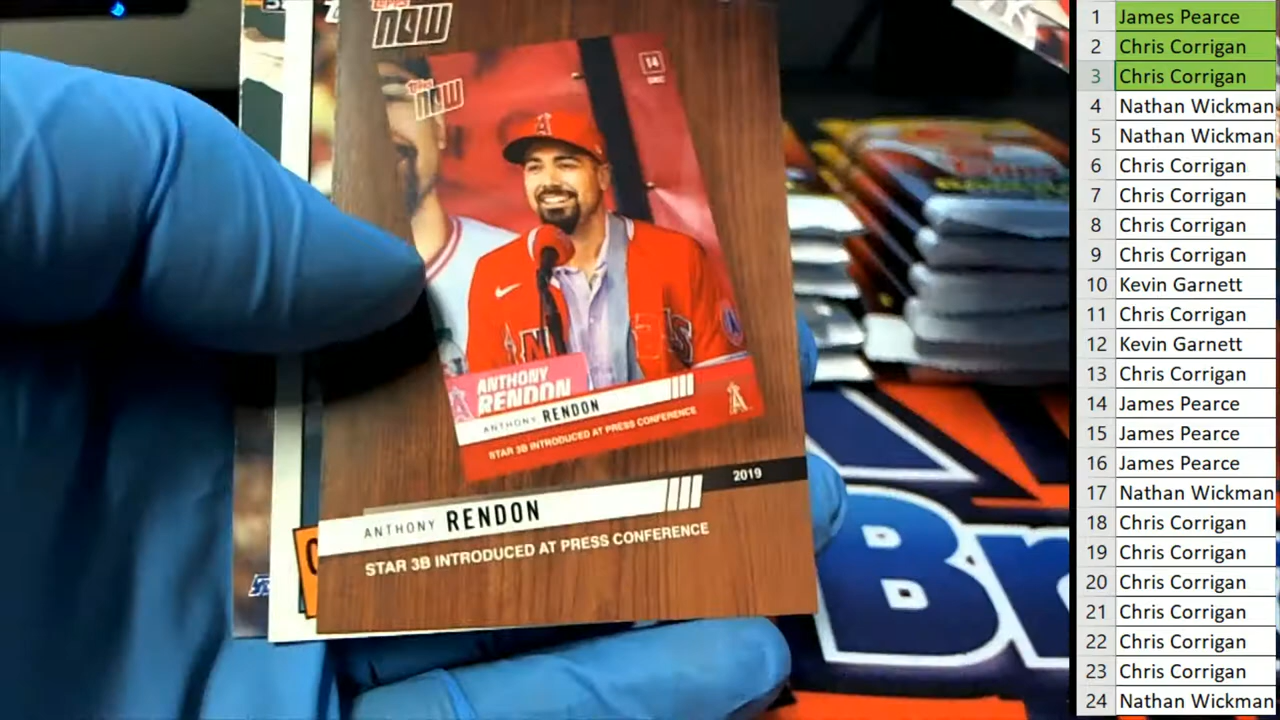 TOPPS NOW
TOPPS NOW
14
DEC
ANTHONY
RENDON
ANTHONY RENDON
STAR 3B INTRODUCED AT PRESS CONFERENCE
2019
ANTHONY RENDON
STAR 3B INTRODUCED AT PRESS CONFERENCE
Br
1 James Pearce
2 Chris Corrigan
3 Chris Corrigan
4 Nathan Wickman
5 Nathan Wickman
6 Chris Corrigan
7 Chris Corrigan
8 Chris Corrigan
9 Chris Corrigan
10 Kevin Garnett
11 Chris Corrigan
12 Kevin Garnett
13 Chris Corrigan
14 James Pearce
15 James Pearce
16 James Pearce
17 Nathan Wickman
18 Chris Corrigan
19 Chris Corrigan
20 Chris Corrigan
21 Chris Corrigan
22 Chris Corrigan
23 Chris Corrigan
24 Nathan Wickman